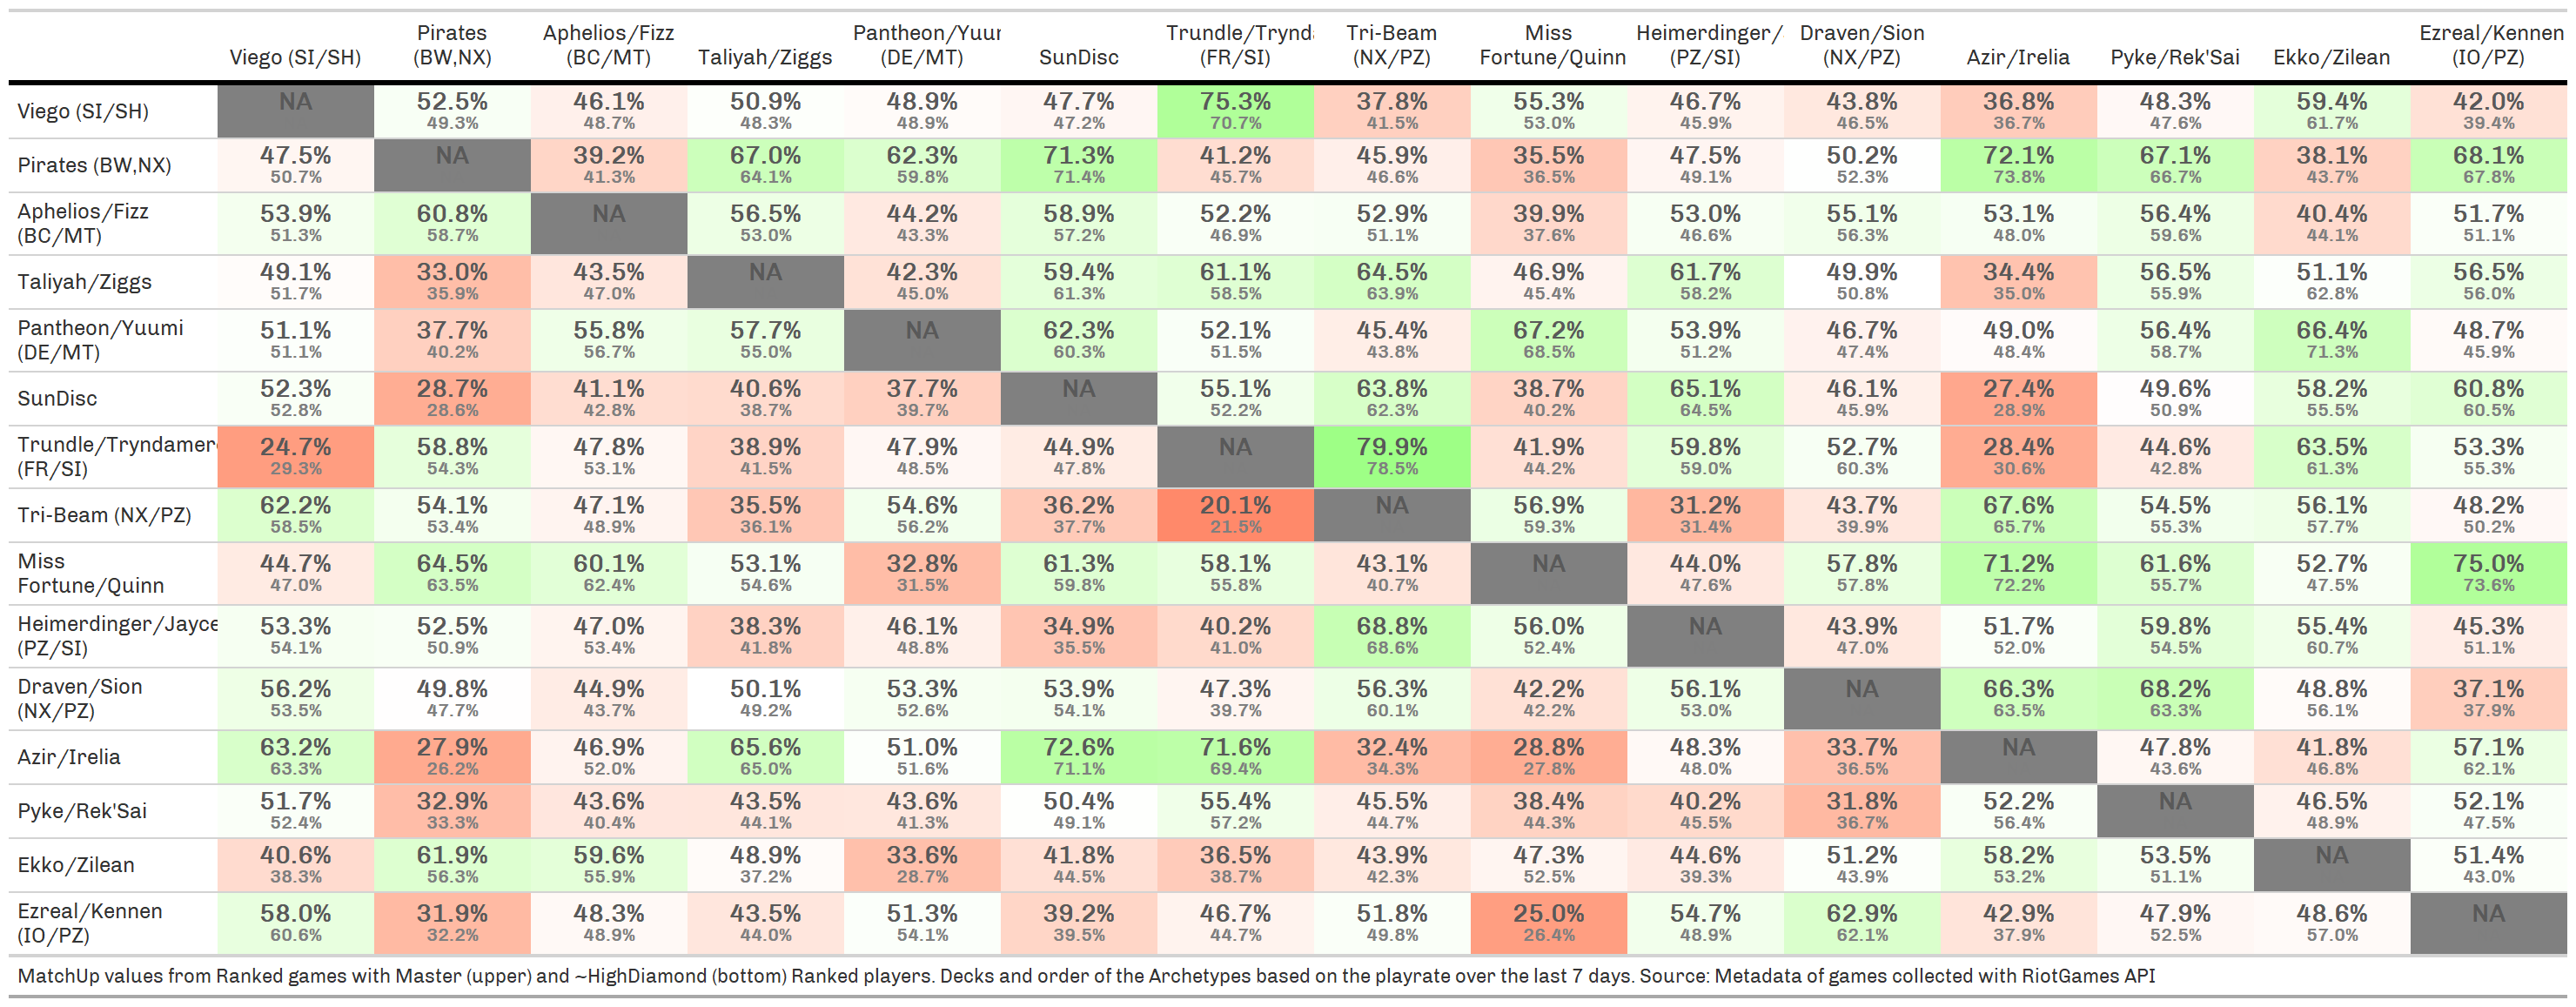 Viego (SI/SH) Pirates (BW,NX) Aphelios/Fizz (BC/MT) Taliyah/Ziggs Pantheon/Yuur (DE/MT) SunDisc Trundle/Trynd (FR/SI) Tri-Beam (NX/PZ) Miss Fortune/Quinn Heimerdinger/ (PZ/SI) Draven/Sion (NX/PZ) Azir/Irelia Pyke/Rek'Sai Ekko/Zilean Ezreal/Kennen (IO/PZ)
Viego (SI/SH) NA 52.5% 46.1% 50.9% 48.9% 47.7% 75.3% 37.8% 55.3% 46.7% 43.8% 36.8% 48.3% 59.4% 42.0%
49.3% 48.7% 48.3% 48.9% 47.2% 70.7% 41.5% 53.0% 45.9% 46.5% 36.7% 47.6% 61.7% 39.4%
Pirates (BW,NX) 47.5% NA 39.2% 67.0% 62.3% 71.3% 41.2% 45.9% 35.5% 47.5% 50.2% 72.1% 67.1% 38.1% 68.1%
50.7% 41.3% 64.1% 59.8% 71.4% 45.7% 46.6% 36.5% 49.1% 52.3% 73.8% 66.7% 43.7% 67.8%
Aphelios/Fizz 53.9% 60.8% NA 56.5% 44.2% 58.9% 52.2% 52.9% 39.9% 53.0% 55.1% 53.1% 56.4% 40.4% 51.7%
(BC/MT) 51.3% 58.7% 53.0% 43.3% 57.2% 46.9% 51.1% 37.6% 46.6% 56.3% 48.0% 59.6% 44.1% 51.1%
Taliyah/Ziggs 49.1% 33.0% 43.5% NA 42.3% 59.4% 61.1% 64.5% 46.9% 61.7% 49.9% 34.4% 56.5% 51.1% 56.5%
51.7% 35.9% 47.0% 45.0% 61.3% 58.5% 63.9% 45.4% 58.2% 50.8% 35.0% 55.9% 62.8% 56.0%
Pantheon/Yuumi 51.1% 37.7% 55.8% 57.7% NA 62.3% 52.1% 45.4% 67.2% 53.9% 46.7% 49.0% 56.4% 66.4% 48.7%
(DE/MT) 51.1% 40.2% 56.7% 55.0% 60.3% 51.5% 43.8% 68.5% 51.2% 47.4% 48.4% 58.7% 71.3% 45.9%
SunDisc 52.3% 28.7% 41.1% 40.6% 37.7% NA 55.1% 63.8% 38.7% 65.1% 46.1% 27.4% 49.6% 58.2% 60.8%
52.8% 28.6% 42.8% 38.7% 39.7% 52.2% 62.3% 40.2% 64.5% 45.9% 28.9% 50.9% 55.5% 60.5%
Trundle/Tryndamer 24.7% 58.8% 47.8% 38.9% 47.9% 44.9% NA 79.9% 41.9% 59.8% 52.7% 28.4% 44.6% 63.5% 53.3%
(FR/SI) 29.3% 54.3% 53.1% 41.5% 48.5% 47.8% 78.5% 44.2% 59.0% 60.3% 30.6% 42.8% 61.3% 55.3%
Tri-Beam (NX/PZ) 62.2% 54.1% 47.1% 35.5% 54.6% 36.2% 20.1% NA 56.9% 31.2% 43.7% 67.6% 54.5% 56.1% 48.2%
58.5% 53.4% 48.9% 36.1% 56.2% 37.7% 21.5% 59.3% 31.4% 39.9% 65.7% 55.3% 57.7% 50.2%
Miss 44.7% 64.5% 60.1% 53.1% 32.8% 61.3% 58.1% 43.1% NA 44.0% 57.8% 71.2% 61.6% 52.7% 75.0%
Fortune/Quinn 47.0% 63.5% 62.4% 54.6% 31.5% 59.8% 55.8% 40.7% 47.6% 57.8% 72.2% 55.7% 47.5% 73.6%
Heimerdinger/Jayce 53.3% 52.5% 47.0% 38.3% 46.1% 34.9% 40.2% 68.8% 56.0% NA 43.9% 51.7% 59.8% 55.4% 45.3%
(PZ/SI) 54.1% 50.9% 53.4% 41.8% 48.8% 35.5% 41.0% 68.6% 52.4% 47.0% 52.0% 54.5% 60.7% 51.1%
Draven/Sion 56.2% 49.8% 44.9% 50.1% 53.3% 53.9% 47.3% 56.3% 42.2% 56.1% NA 66.3% 68.2% 48.8% 37.1%
(NX/PZ) 53.5% 47.7% 43.7% 49.2% 52.6% 54.1% 39.7% 60.1% 42.2% 53.0% 63.5% 63.3% 56.1% 37.9%
Azir/Irelia 63.2% 27.9% 46.9% 65.6% 51.0% 72.6% 71.6% 32.4% 28.8% 48.3% 33.7% NA 47.8% 41.8% 57.1%
63.3% 26.2% 52.0% 65.0% 51.6% 71.1% 69.4% 34.3% 27.8% 48.0% 36.5% 43.6% 46.8% 62.1%
Pyke/Rek'Sai 51.7% 32.9% 43.6% 43.5% 43.6% 50.4% 55.4% 45.5% 38.4% 40.2% 31.8% 52.2% NA 46.5% 52.1%
52.4% 33.3% 40.4% 44.1% 41.3% 49.1% 57.2% 44.7% 44.3% 45.5% 36.7% 56.4% 48.9% 47.5%
Ekko/Zilean 40.6% 61.9% 59.6% 48.9% 33.6% 41.8% 36.5% 43.9% 47.3% 44.6% 51.2% 58.2% 53.5% NA 51.4%
38.3% 56.3% 55.9% 37.2% 28.7% 44.5% 38.7% 42.3% 52.5% 39.3% 43.9% 53.2% 51.1% 43.0%
Ezreal/Kennen 58.0% 31.9% 48.3% 43.5% 51.3% 39.2% 46.7% 51.8% 25.0% 54.7% 62.9% 42.9% 47.9% 48.6% NA
(IO/PZ) 60.6% 32.2% 48.9% 44.0% 54.1% 39.5% 44.7% 49.8% 26.4% 48.9% 62.1% 37.9% 52.5% 57.0%
MatchUp values from Ranked games with Master (upper) and ~HighDiamond (bottom) Ranked players. Decks and order of the Archetypes based on the playrate over the last 7 days. Source: Metadata of games collected with RiotGames API